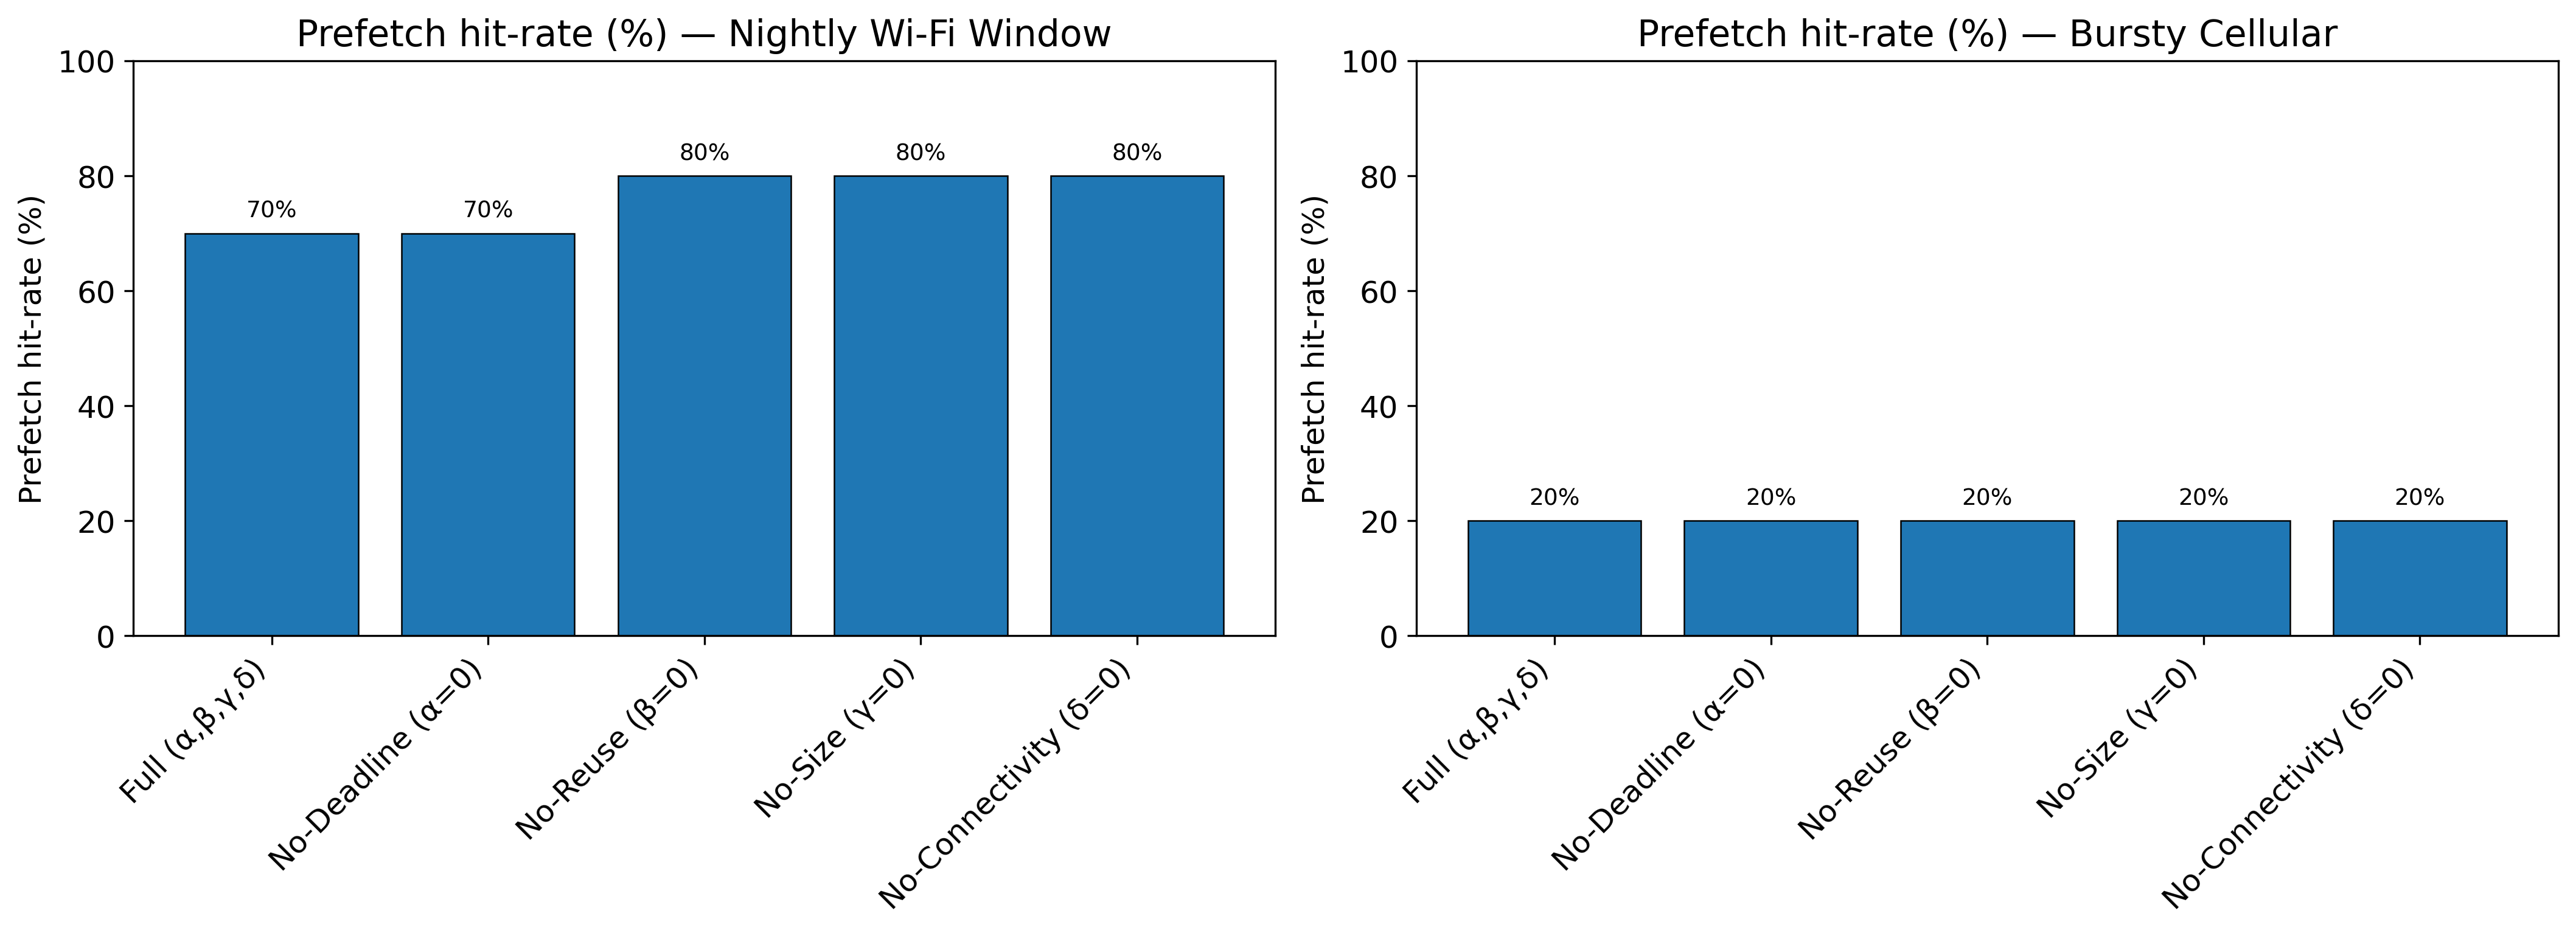 Prefetch hit-rate (%) — Nightly Wi-Fi Window
Prefetch hit-rate (%)
100
80
60
40
20
0
70%
70%
80%
80%
80%
Full (α,β,γ,δ)
No-Deadline (α=0)
No-Reuse (β=0)
No-Size (γ=0)
No-Connectivity (δ=0)
Prefetch hit-rate (%) — Bursty Cellular
Prefetch hit-rate (%)
100
80
60
40
20
0
20%
20%
20%
20%
20%
Full (α,β,γ,δ)
No-Deadline (α=0)
No-Reuse (β=0)
No-Size (γ=0)
No-Connectivity (δ=0)